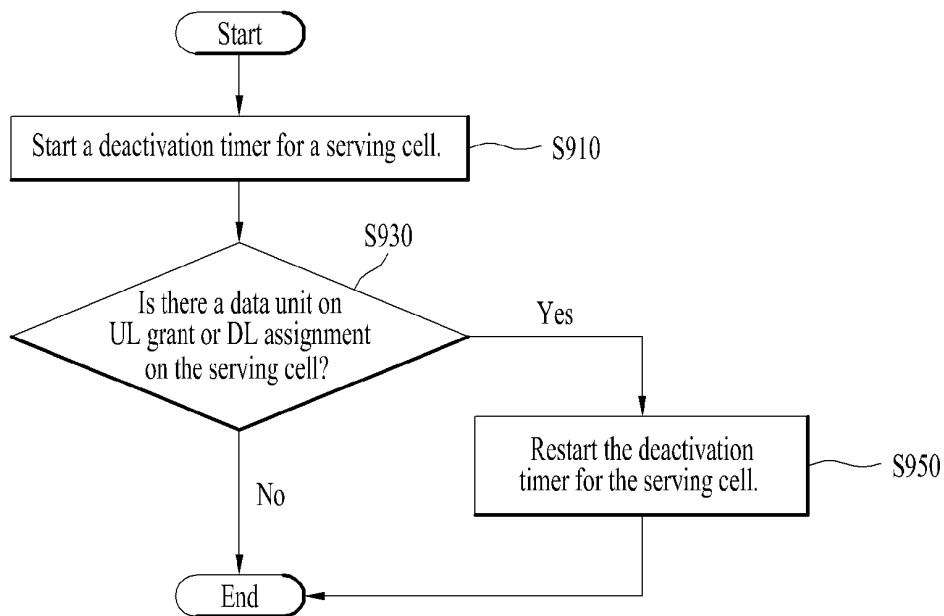 Start
Start a deactivation timer for a serving cell.
S910
S930
Is there a data unit on
UL grant or DL assignment
on the serving cell?
Yes
Restart the deactivation
timer for the serving cell.
S950
No
End